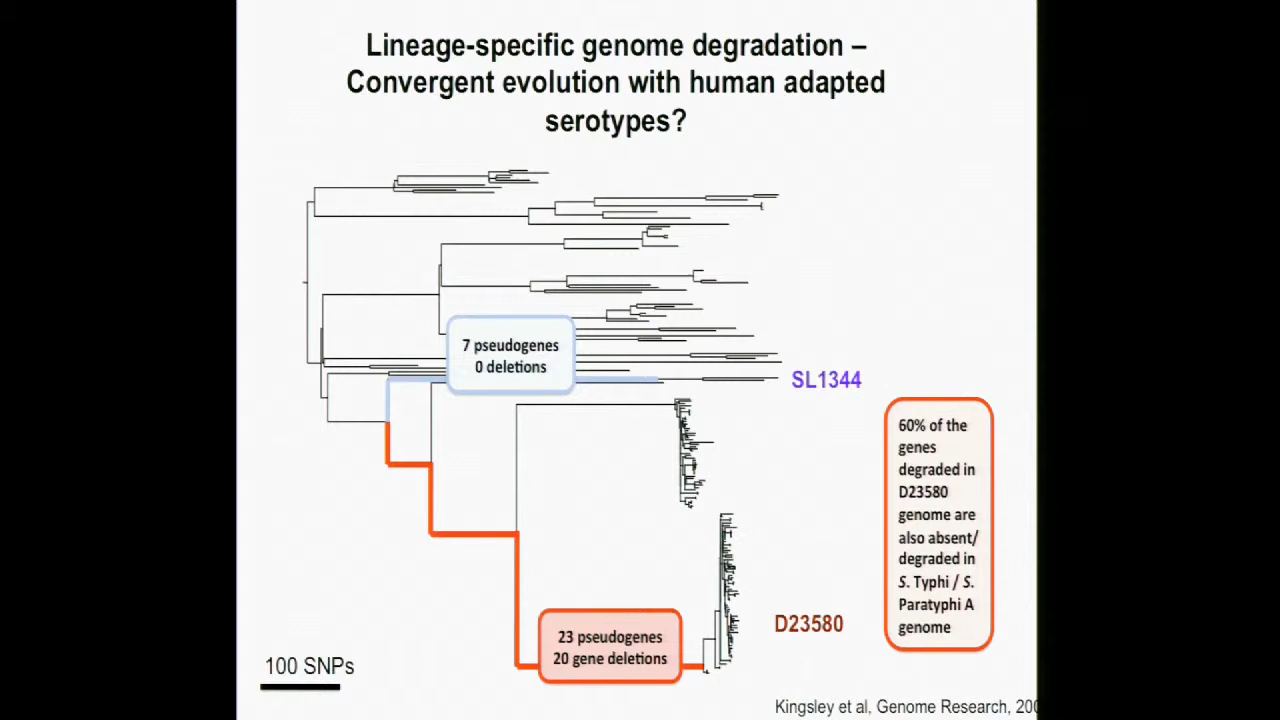 Lineage-specific genome degradation –
Convergent evolution with human adapted
serotypes?
7 pseudogenes
0 deletions
SL1344
60% of the
genes
degraded in
D23580
genome are
also absent/
degraded in
S. Typhi / S.
Paratyphi A
genome
D23580
23 pseudogenes
20 gene deletions
100 SNPs
Kingsley et al, Genome Research,